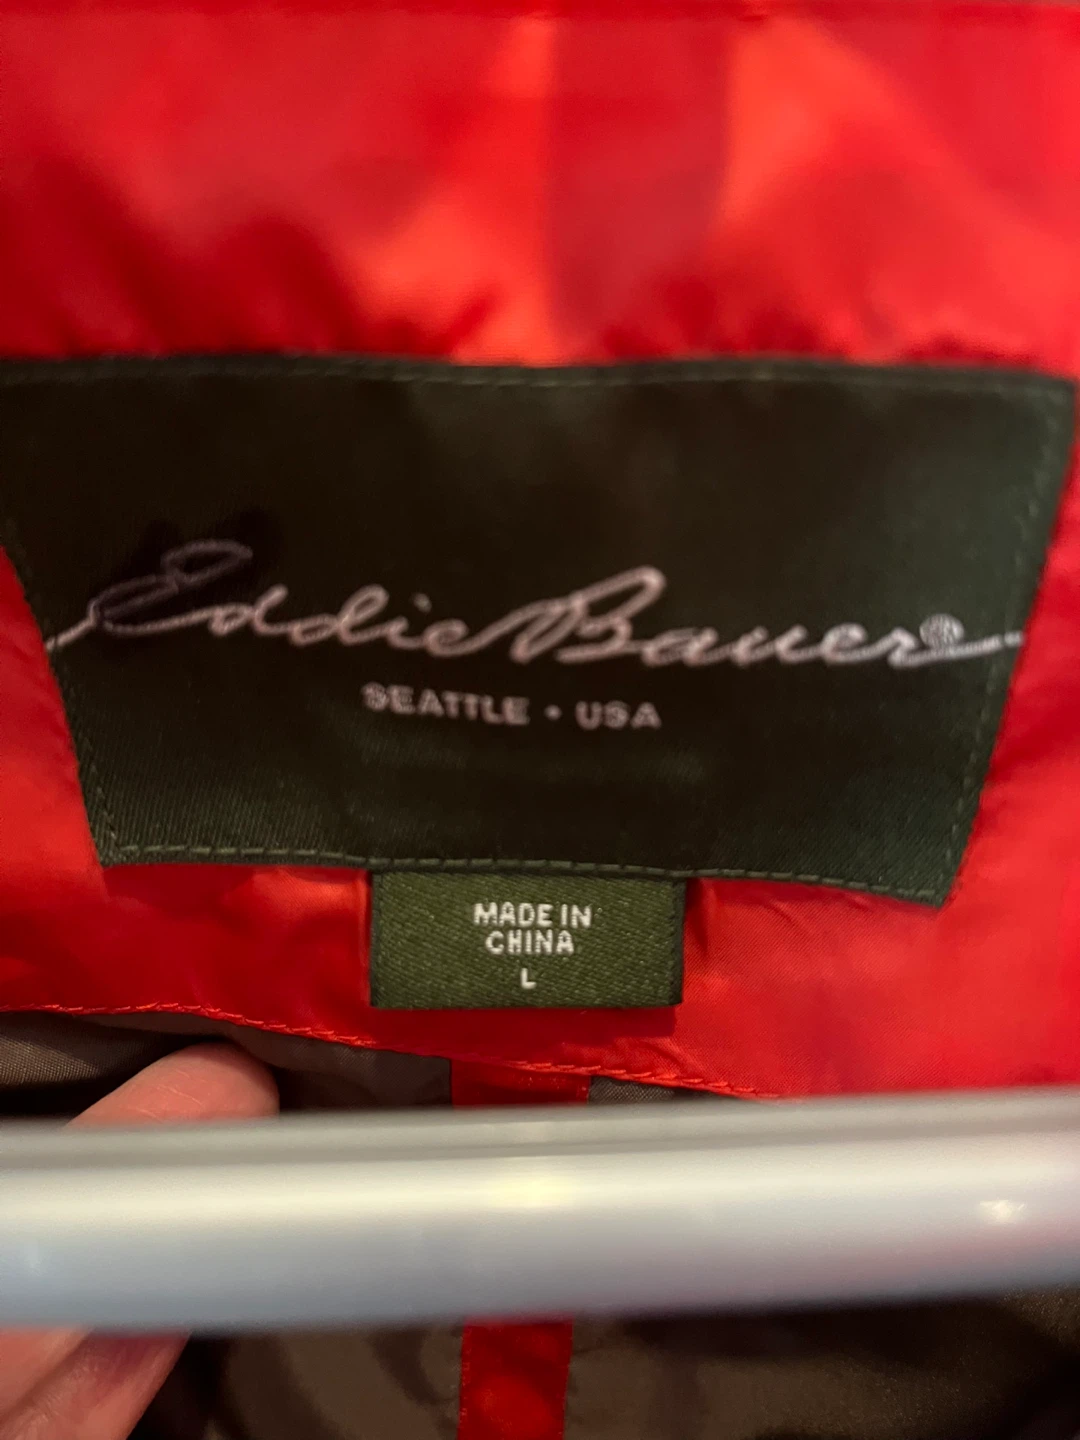 Eddie Bauer®
SEATTLE • USA
MADE IN
CHINA
L